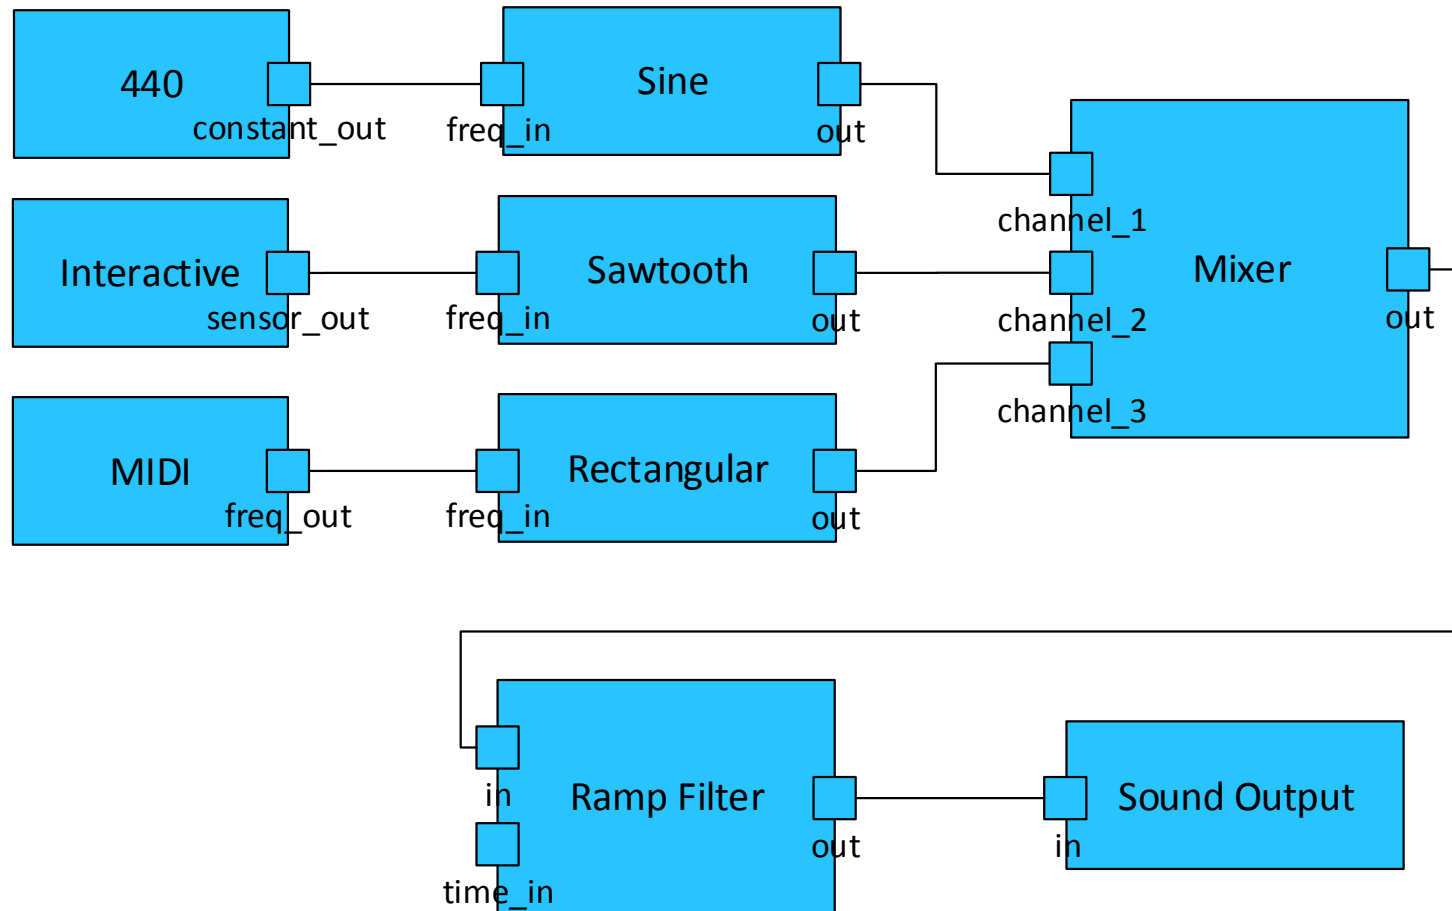 440
constant_out
freq_in
Sine
out
Interactive
sensor_out
freq_in
Sawtooth
out
MIDI
freq_out
freq_in
Rectangular
out
channel_1
channel_2
channel_3
Mixer
out
in
time_in
Ramp Filter
out
in
Sound Output